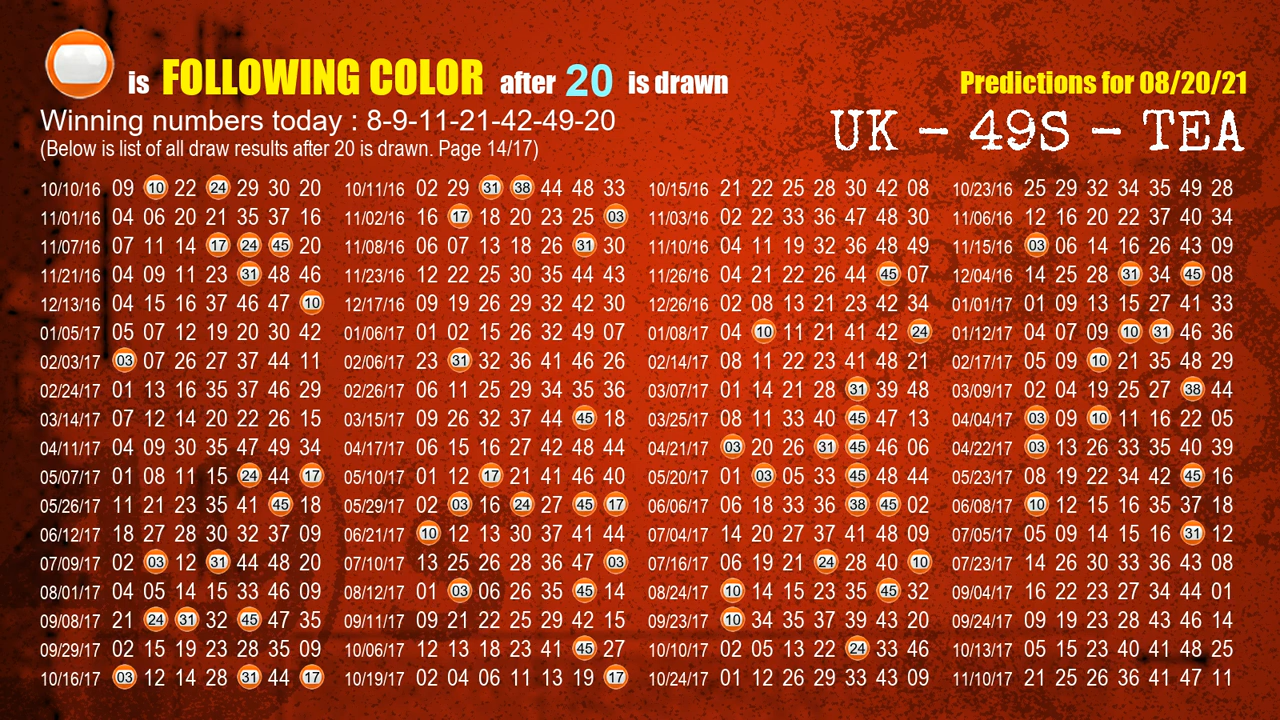 is FOLLOWING COLOR after 20 is drawn
Predictions for 08/20/21
Winning numbers today : 8-9-11-21-42-49-20
UK - 49S - TEA
(Below is list of all draw results after 20 is drawn. Page 14/17)
10/10/16 09 10 22 24 29 30 20 10/11/16 02 29 31 38 44 48 33 10/15/16 21 22 25 28 30 42 08 10/23/16 25 29 32 34 35 49 28
11/01/16 04 06 20 21 35 37 16 11/02/16 16 17 18 20 23 25 03 11/03/16 02 22 33 36 47 48 30 11/06/16 12 16 20 22 37 40 34
11/07/16 07 11 14 17 24 45 20 11/08/16 06 07 13 18 26 31 30 11/10/16 04 11 19 32 36 48 49 11/15/16 03 06 14 16 26 43 09
11/21/16 04 09 11 23 31 48 46 11/23/16 12 22 25 30 35 44 43 11/26/16 04 21 22 26 44 45 07 12/04/16 14 25 28 31 34 45 08
12/13/16 04 15 16 37 46 47 10 12/17/16 09 19 26 29 32 42 30 12/26/16 02 08 13 21 23 42 34 01/01/17 01 09 13 15 27 41 33
01/05/17 05 07 12 19 20 30 42 01/06/17 01 02 15 26 32 49 07 01/08/17 04 10 11 21 41 42 24 01/12/17 04 07 09 10 31 46 36
02/03/17 03 07 26 27 37 44 11 02/06/17 23 31 32 36 41 46 26 02/14/17 08 11 22 23 41 48 21 02/17/17 05 09 10 21 35 48 29
02/24/17 01 13 16 35 37 46 29 02/26/17 06 11 25 29 34 35 36 03/07/17 01 14 21 28 31 39 48 03/09/17 02 04 19 25 27 38 44
03/14/17 07 12 14 20 22 26 15 03/15/17 09 26 32 37 44 45 18 03/25/17 08 11 33 40 45 47 13 04/04/17 03 09 10 11 16 22 05
04/11/17 04 09 30 35 47 49 34 04/17/17 06 15 16 27 42 48 44 04/21/17 03 20 26 31 45 46 06 04/22/17 03 13 26 33 35 40 39
05/07/17 01 08 11 15 24 44 17 05/10/17 01 12 17 21 41 46 40 05/20/17 01 03 05 33 45 48 44 05/23/17 08 19 22 34 42 45 16
05/26/17 11 21 23 35 41 45 18 05/29/17 02 03 16 24 27 45 17 06/06/17 06 18 33 36 38 45 02 06/08/17 10 12 15 16 35 37 18
06/12/17 18 27 28 30 32 37 09 06/21/17 10 12 13 30 37 41 48 07/04/17 14 20 27 37 41 48 09 07/05/17 05 09 14 15 16 31 12
07/09/17 02 03 12 31 44 48 20 07/10/17 13 25 26 28 36 47 03 07/16/17 06 19 21 24 28 40 10 07/23/17 14 26 30 33 36 43 08
08/01/17 04 05 14 15 33 46 09 08/12/17 01 03 06 26 35 45 14 08/24/17 10 14 15 23 35 45 32 09/04/17 16 22 23 27 34 44 01
09/08/17 21 24 31 32 45 47 35 09/11/17 09 21 22 25 29 42 15 09/23/17 10 34 35 37 39 43 20 09/24/17 09 19 23 28 43 46 14
09/29/17 02 15 19 23 28 35 09 10/06/17 12 13 18 23 41 45 27 10/10/17 02 05 22 23 24 33 46 10/13/17 05 15 23 40 41 48 25
10/16/17 03 12 14 28 31 44 17 10/19/17 02 04 06 11 13 19 17 10/24/17 01 12 26 29 33 43 09 11/10/17 21 25 26 36 41 47 11